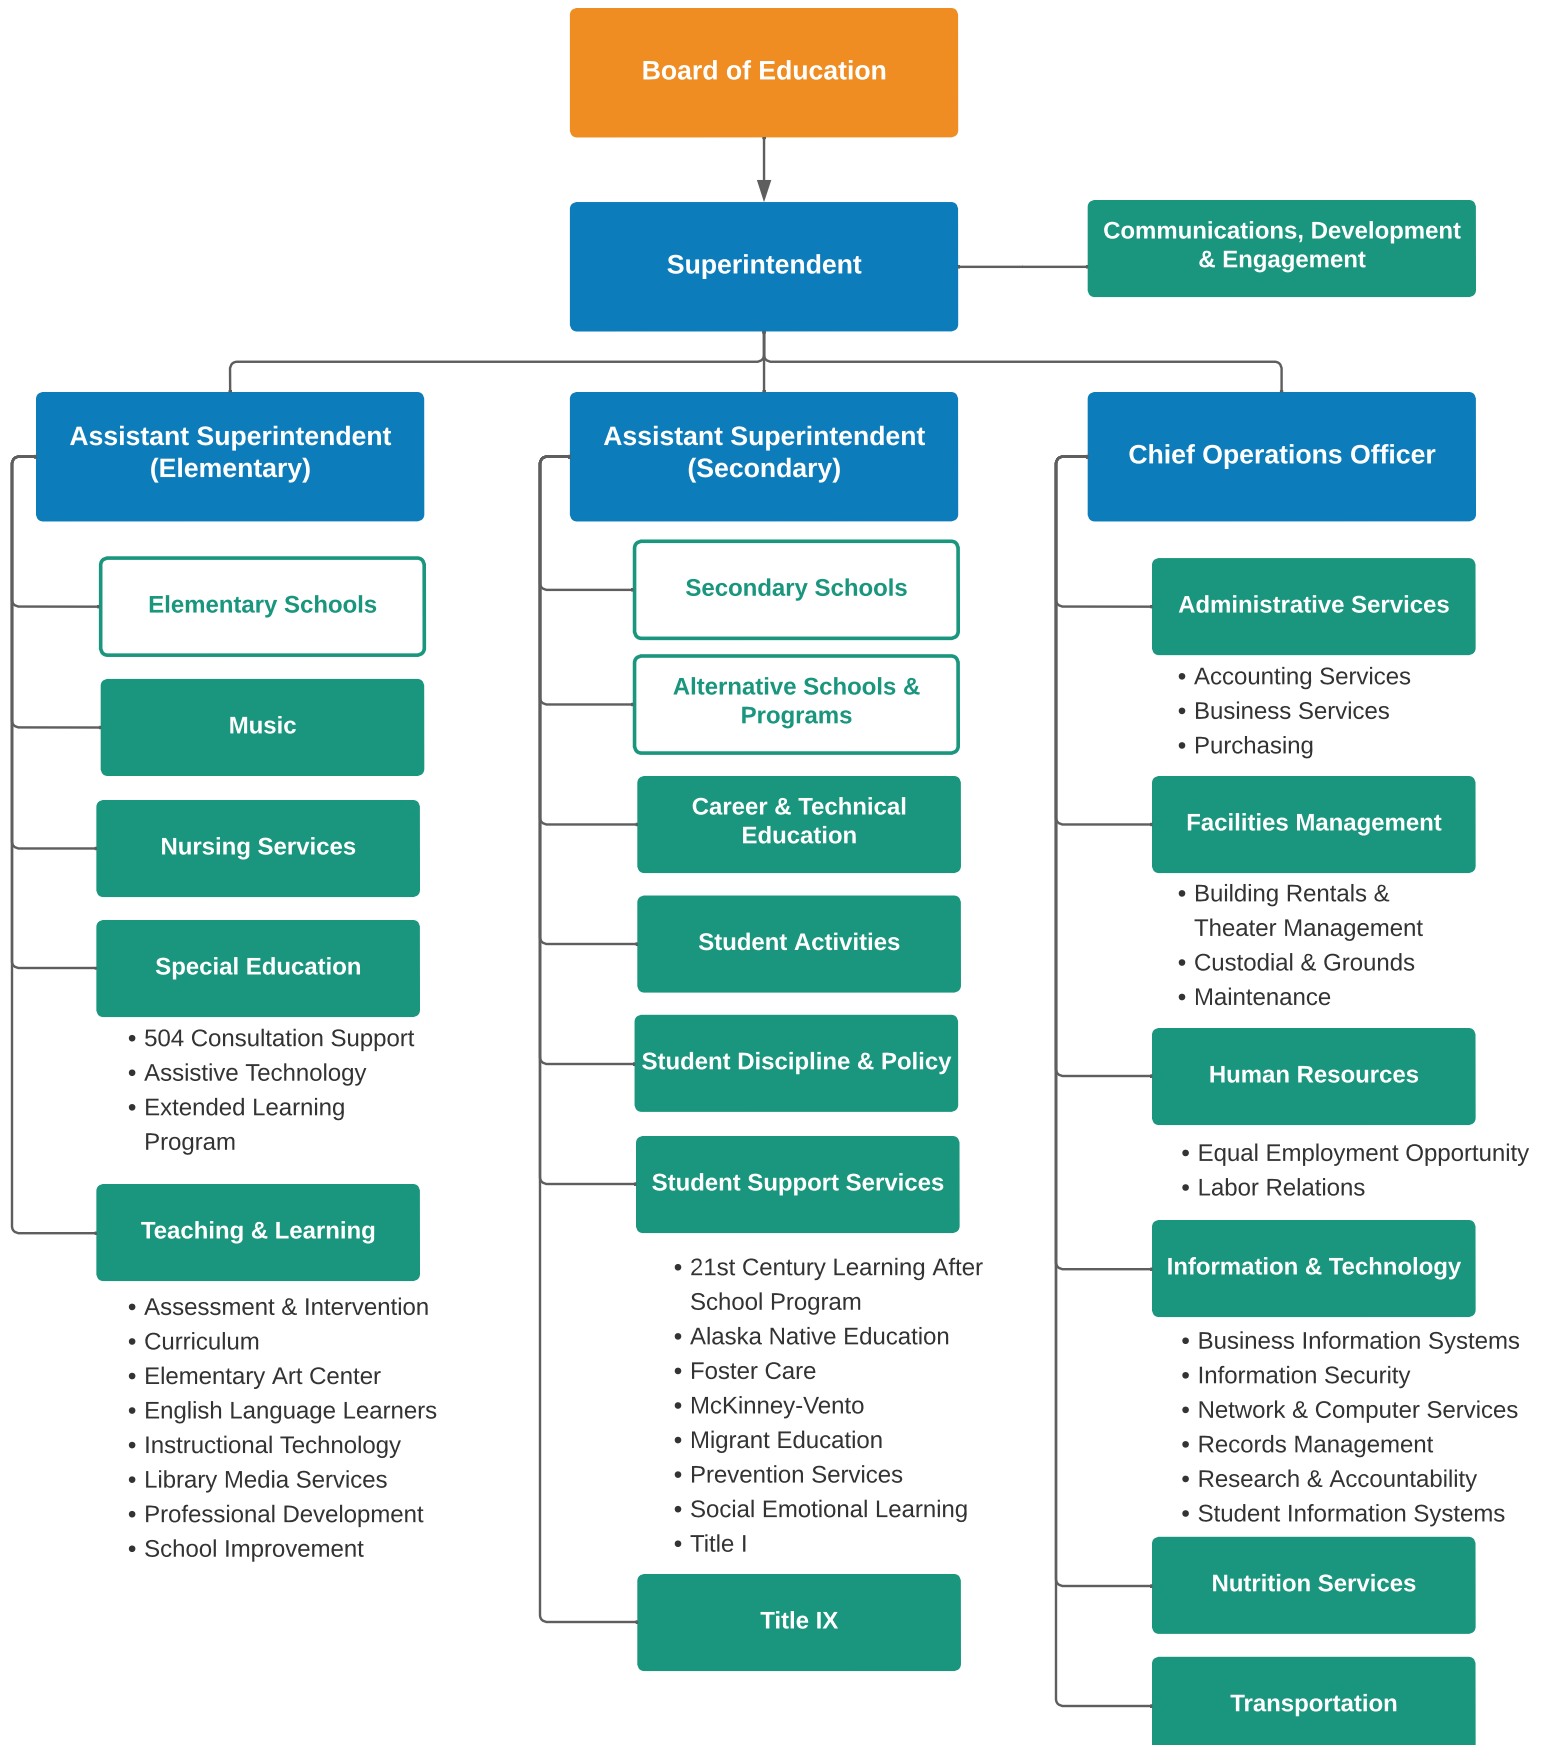 Board of Education
Superintendent
Communications, Development
& Engagement
Assistant Superintendent
(Elementary)
Elementary Schools
Music
Nursing Services
Special Education
• 504 Consultation Support
• Assistive Technology
• Extended Learning
Program
Teaching & Learning
• Assessment & Intervention
• Curriculum
• Elementary Art Center
• English Language Learners
• Instructional Technology
• Library Media Services
• Professional Development
• School Improvement
Assistant Superintendent
(Secondary)
Secondary Schools
Alternative Schools &
Programs
Career & Technical
Education
Student Activities
Student Discipline & Policy
Student Support Services
• 21st Century Learning After
School Program
• Alaska Native Education
• Foster Care
• McKinney-Vento
• Migrant Education
• Prevention Services
• Social Emotional Learning
• Title I
Title IX
Chief Operations Officer
Administrative Services
• Accounting Services
• Business Services
• Purchasing
Facilities Management
• Building Rentals &
Theater Management
• Custodial & Grounds
• Maintenance
Human Resources
• Equal Employment Opportunity
• Labor Relations
Information & Technology
• Business Information Systems
• Information Security
• Network & Computer Services
• Records Management
• Research & Accountability
• Student Information Systems
Nutrition Services
Transportation